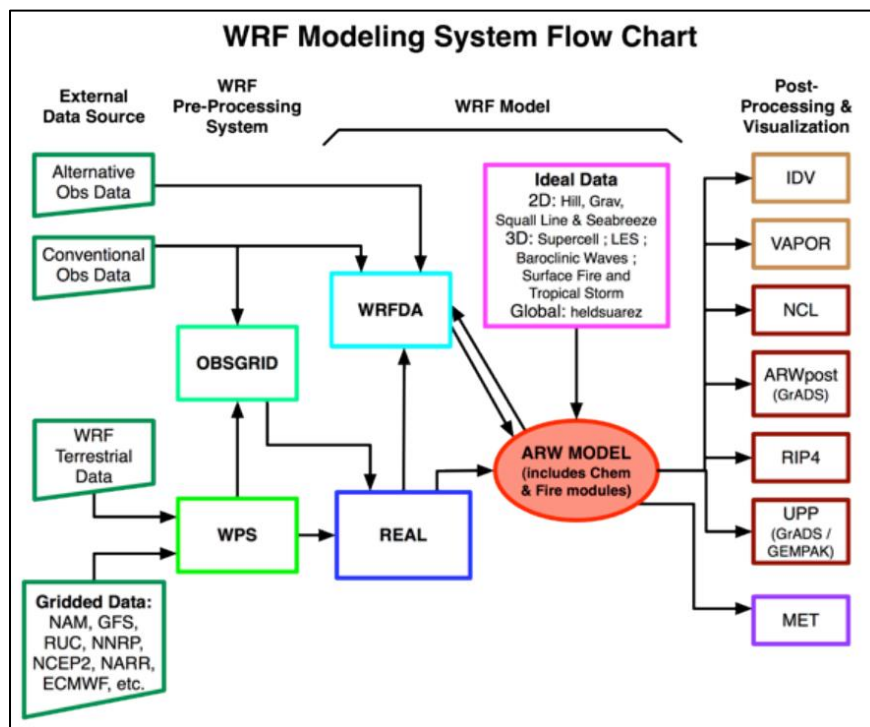 WRF Modeling System Flow Chart
External
Data Source
WRF
Pre-Processing
System
WRF Model
Post-
Processing &
Visualization
Alternative
Obs Data
Conventional
Obs Data
WRF
Terrestrial
Data
Gridded Data:
NAM, GFS,
RUC, NNRP,
NCEP2, NARR,
ECMWF, etc.
OBSGRID
WPS
WRFDA
REAL
Ideal Data
2D: Hill, Grav,
Squall Line & Seabreeze
3D: Supercell ; LES ;
Baroclinic Waves ;
Surface Fire and
Tropical Storm
Global: heldsuarez
ARW MODEL
(includes Chem
& Fire modules)
IDV
VAPOR
NCL
ARWpost
(GrADS)
RIP4
UPP
(GrADS /
GEMPAK)
MET